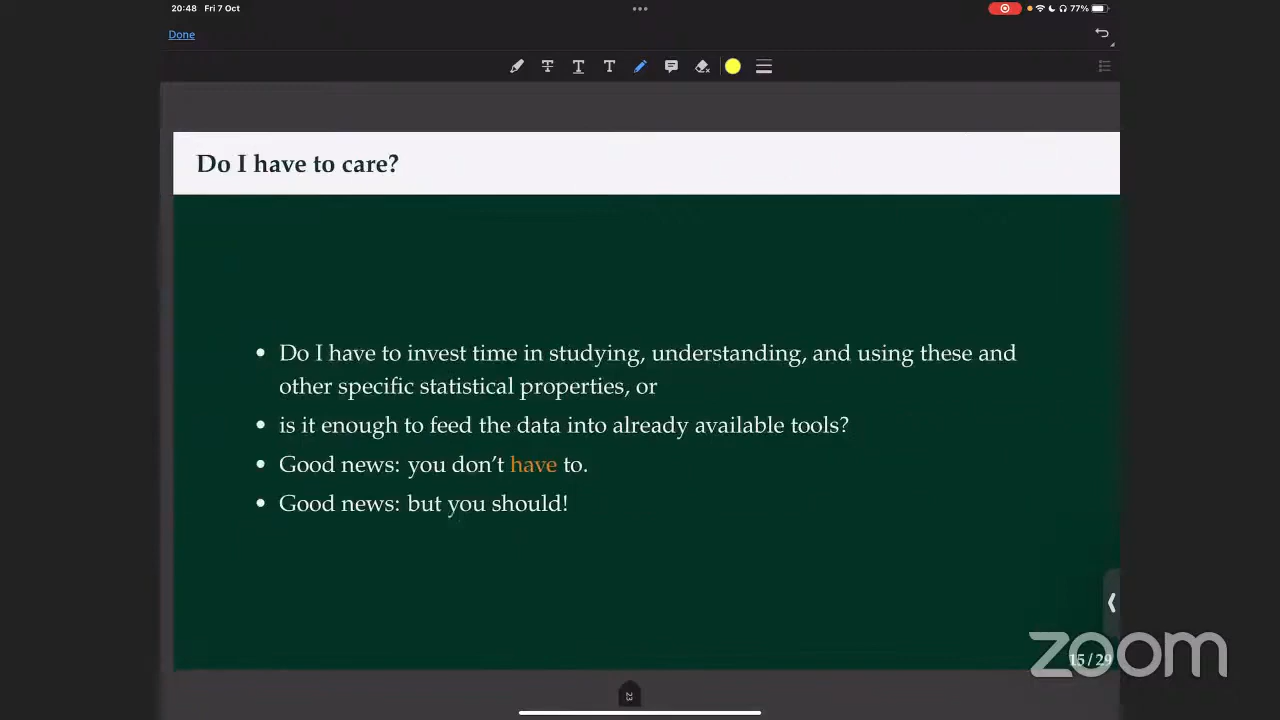 20:48 Fri 7 Oct
77%
Done
Do I have to care?
• Do I have to invest time in studying, understanding, and using these and
other specific statistical properties, or
• is it enough to feed the data into already available tools?
• Good news: you don’t have to.
• Good news: but you should!
15/29
zoom
23